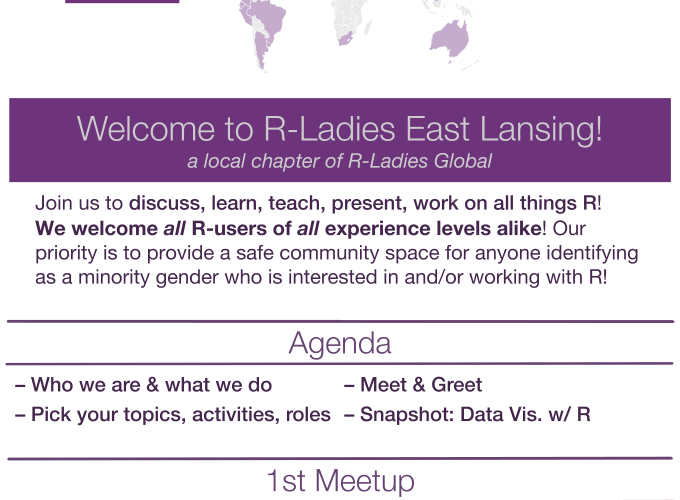 Welcome to R-Ladies East Lansing!
a local chapter of R-Ladies Global
Join us to discuss, learn, teach, present, work on all things R!
We welcome all R-users of all experience levels alike! Our
priority is to provide a safe community space for anyone identifying
as a minority gender who is interested in and/or working with R!
Agenda
– Who we are & what we do
– Pick your topics, activities, roles
– Meet & Greet
– Snapshot: Data Vis. w/ R
1st Meetup